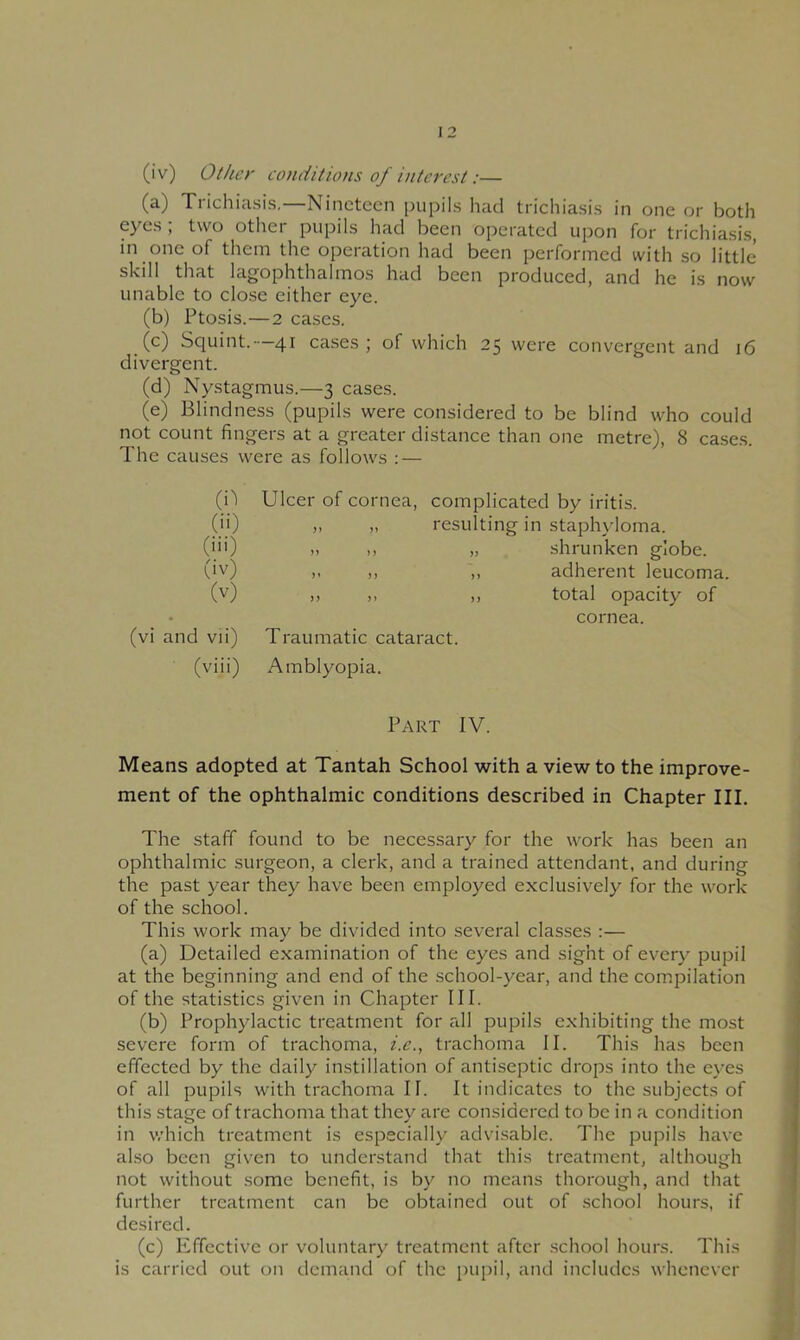 12
(iv) Other conditions of interest :—
(a) Trichiasis.—Nineteen pupils had trichiasis in one or both
eyes ; two other pupils had been operated upon for trichiasis,
in one of them the operation had been performed with so little
skill that lagophthalmos had been produced, and he is now
unable to close either eye.
(b) Ptosis.—2 cases.
(c) Squint.—41 cases ; of which 25 were convergent and 16
divergent.
(d) Nystagmus.—3 cases.
(e) Blindness (pupils were considered to be blind who could
not count fingers at a greater distance than one metre), 8 cases.
The causes were as follows :—
(i) Ulcer of cornea, complicated by iritis.
(ii) „ „ resulting in staphyloma.
(iii) „ „ „ shrunken globe.
(iv) „ „ „ adherent leucoma.
(v) „ „ „ total opacity of
cornea.
(vi and vii) Traumatic cataract.
(viii) Amblyopia.
Part IV.
Means adopted at Tantah School with a view to the improve-
ment of the ophthalmic conditions described in Chapter III.
The staff found to be necessary for the work has been an
ophthalmic surgeon, a clerk, and a trained attendant, and during
the past year they have been employed exclusively for the work
of the school.
This work may be divided into several classes :—
(a) Detailed examination of the eyes and sight of every pupil
at the beginning and end of the school-year, and the compilation
of the statistics given in Chapter III.
(b) Prophylactic treatment for all pupils exhibiting the most
severe form of trachoma, i.e., trachoma II. This has been
effected by the daily instillation of antiseptic drops into the eyes
of all pupils with trachoma II. It indicates to the subjects of
this stage of trachoma that they are considered to be in a condition
in which treatment is especially advisable. The pupils have
also been given to understand that this treatment, although
not without some benefit, is by no means thorough, and that
further treatment can be obtained out of school hours, if
desired.
(c) Effective or voluntary treatment after school hours. This
is carried out on demand of the pupil, and includes whenever